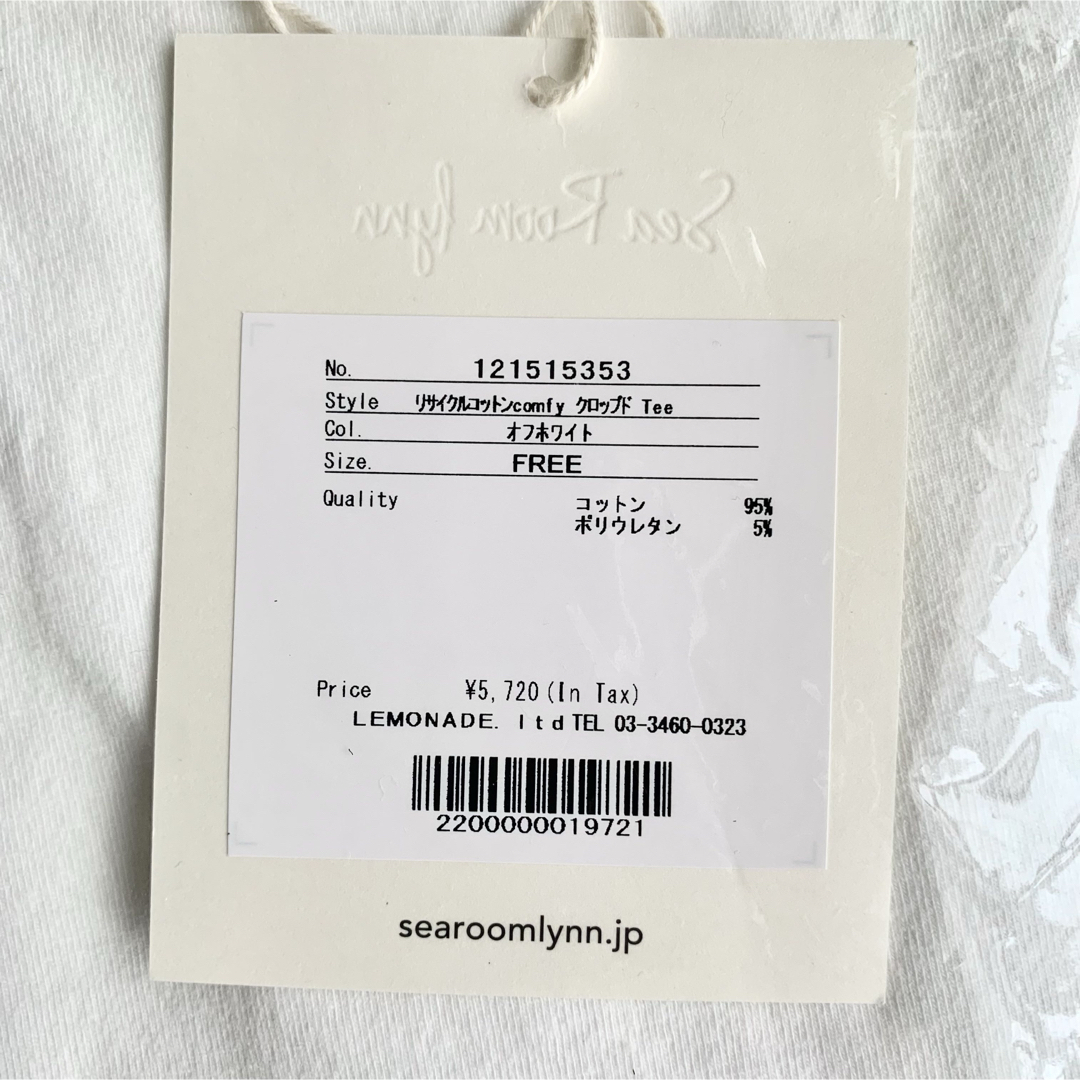 Sea Room lynn
No. 121515353
Style リサイクルコットンcomfy クロップド Tee
Col. オフホワイト
Size. FREE
Quality コットン 95%
ポリウレタン 5%
Price ¥5,720(In Tax)
LEMONADE. ltd TEL 03-3460-0323
2200000019721
searoomlynn.jp